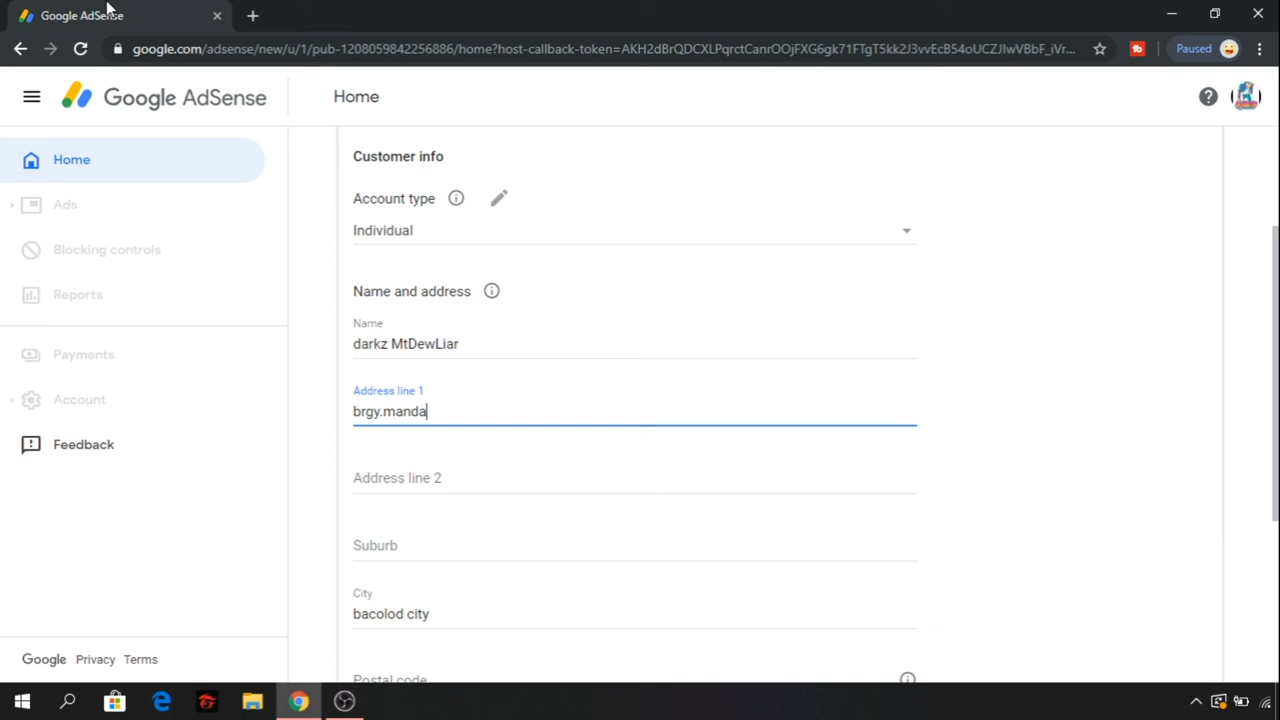 Google AdSense
google.com/adsense/new/u/1/pub-1208059842256886/home?host-callback-token=AKH2dBrQDCXLPqrctCanrOOjFXG6gk71FTgT5kk2J3vvEcB54oUCZJIwVBbF_iVr...
Paused
Google AdSense
Home
Home
Ads
Blocking controls
Reports
Payments
Account
Feedback
Google Privacy Terms
Customer info
Account type
Individual
Name and address
Name
darkz MtDewLiar
Address line 1
brgy.manda
Address line 2
Suburb
City
bacolod city
Postal code